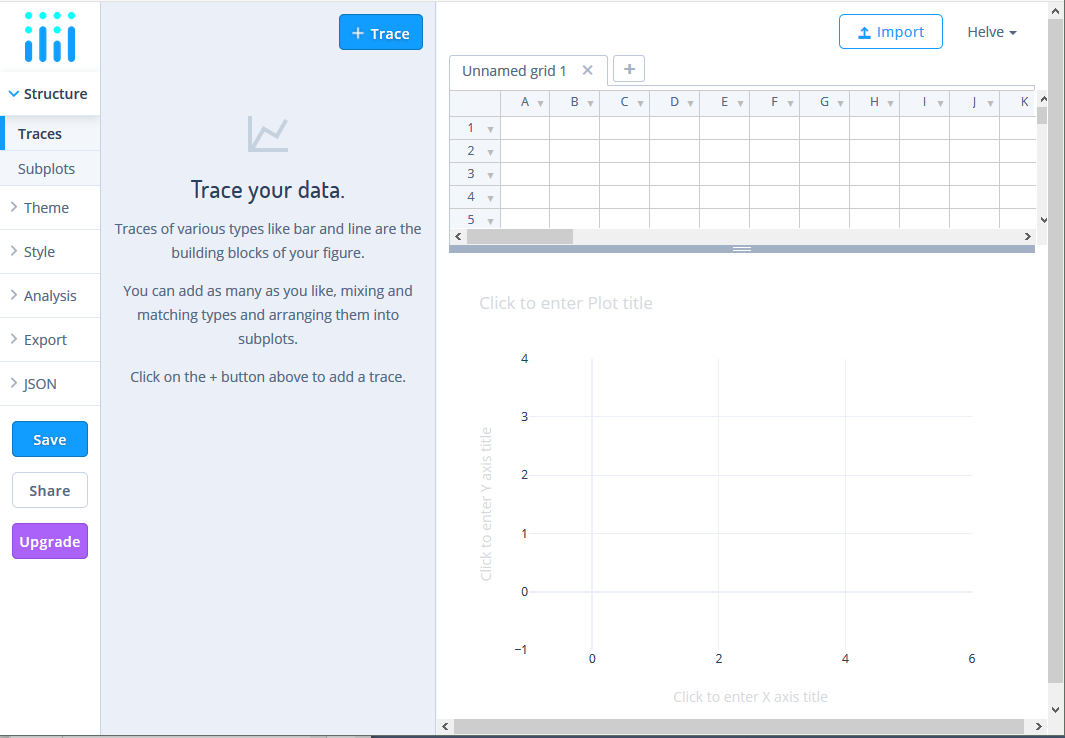 Structure
Traces
Subplots
Theme
Style
Analysis
Export
JSON
Save
Share
Upgrade
+ Trace
Trace your data.
Traces of various types like bar and line are the
building blocks of your figure.
You can add as many as you like, mixing and
matching types and arranging them into
subplots.
Click on the + button above to add a trace.
Import
Helve
Unnamed grid 1
A B C D E F G H I J K
1
2
3
4
5
Click to enter Plot title
4
3
2
1
0
−1
Click to enter Y axis title
0 2 4 6
Click to enter X axis title